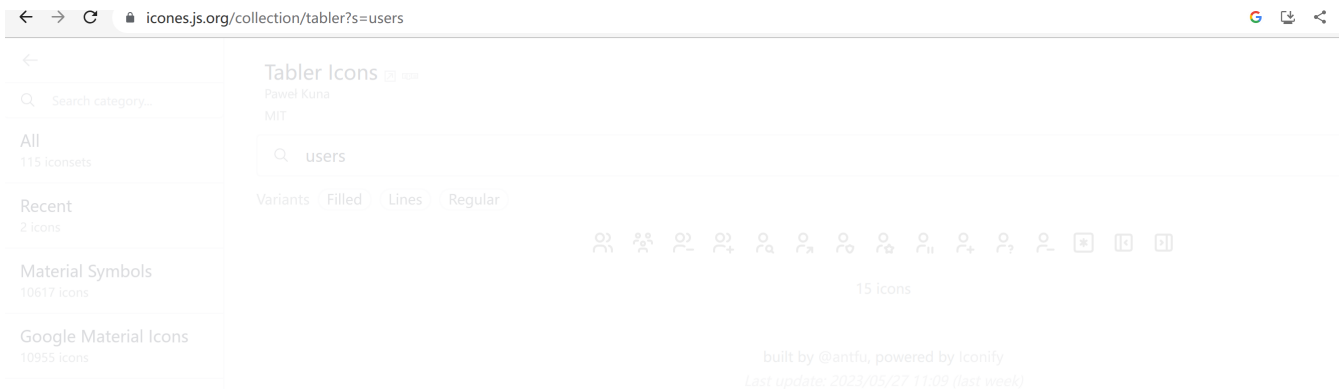 icones.js.org/collection/tabler?s=users
Search category...
All
115 iconsets
Recent
2 icons
Material Symbols
10617 icons
Google Material Icons
10955 icons
Tabler Icons
Pawel Kuna
MIT
users
Variants Filled Lines Regular
15 icons
built by @antfu, powered by Iconify
Last update: 2023/05/27 11:09 (last week)